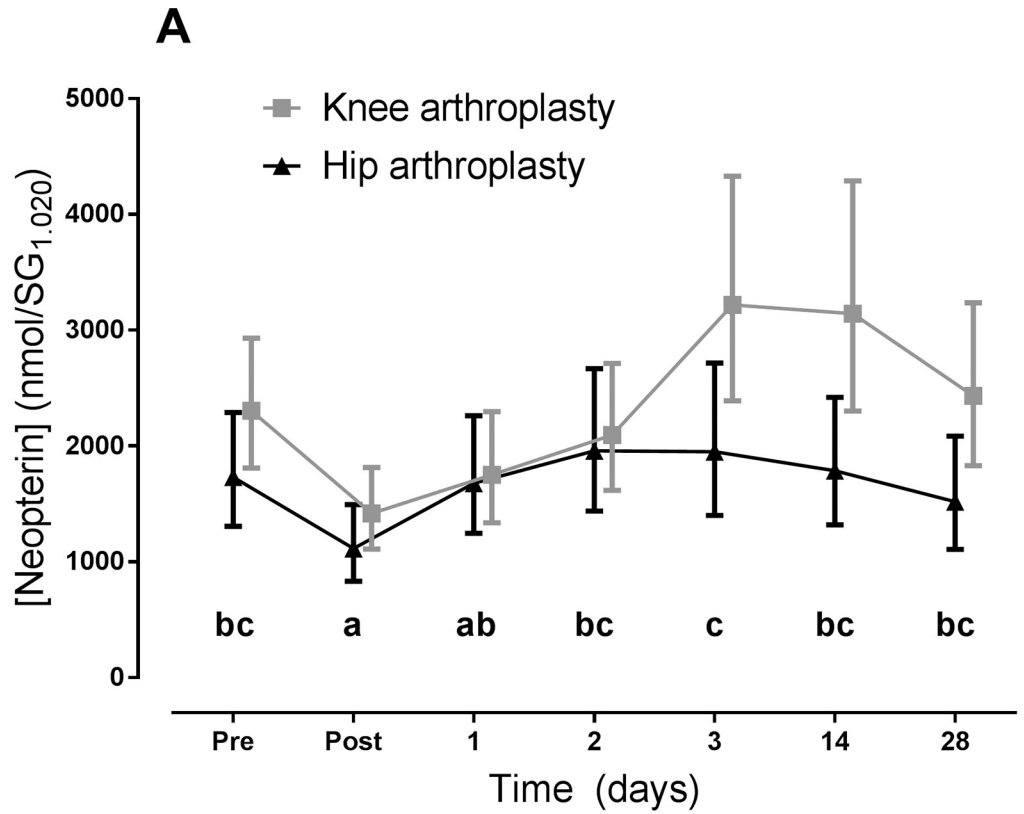 A
Knee arthroplasty
Hip arthroplasty
[Neopterin] (nmol/SG1.020)
5000
4000
3000
2000
1000
0
bc a ab bc c bc bc
Pre Post 1 2 3 14 28
Time (days)